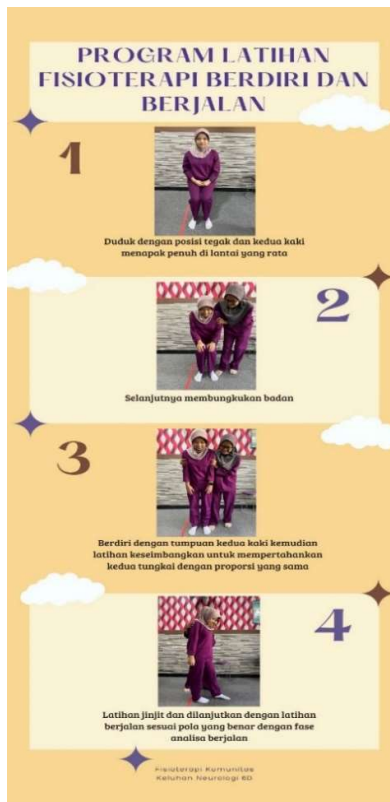 PROGRAM LATIHAN
FISIOTERAPI BERDIRI DAN
BERJALAN
1
Duduk dengan posisi tegak dan kedua kaki
menapak penuh di lantai yang rata
2
Selanjutnya membungkukan badan
3
Berdiri dengan tumpuan kedua kaki kemudian
latihan keseimbangkan untuk mempertahankan
kedua tungkai dengan proporsi yang sama
4
Latihan jinjit dan dilanjutkan dengan latihan
berjalan sesuai pola yang benar dengan fase
analisa berjalan
Fisioterapi Kumunitas
Keluhan Neurologi